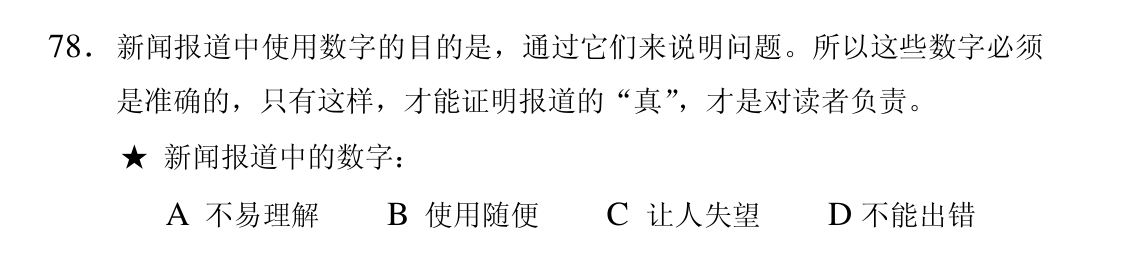 78．新闻报道中使用数字的目的是，通过它们来说明问题。所以这些数字必须
是准确的，只有这样，才能证明报道的“真”，才是对读者负责。
★ 新闻报道中的数字：
A 不易理解 B 使用随便 C 让人失望 D 不能出错